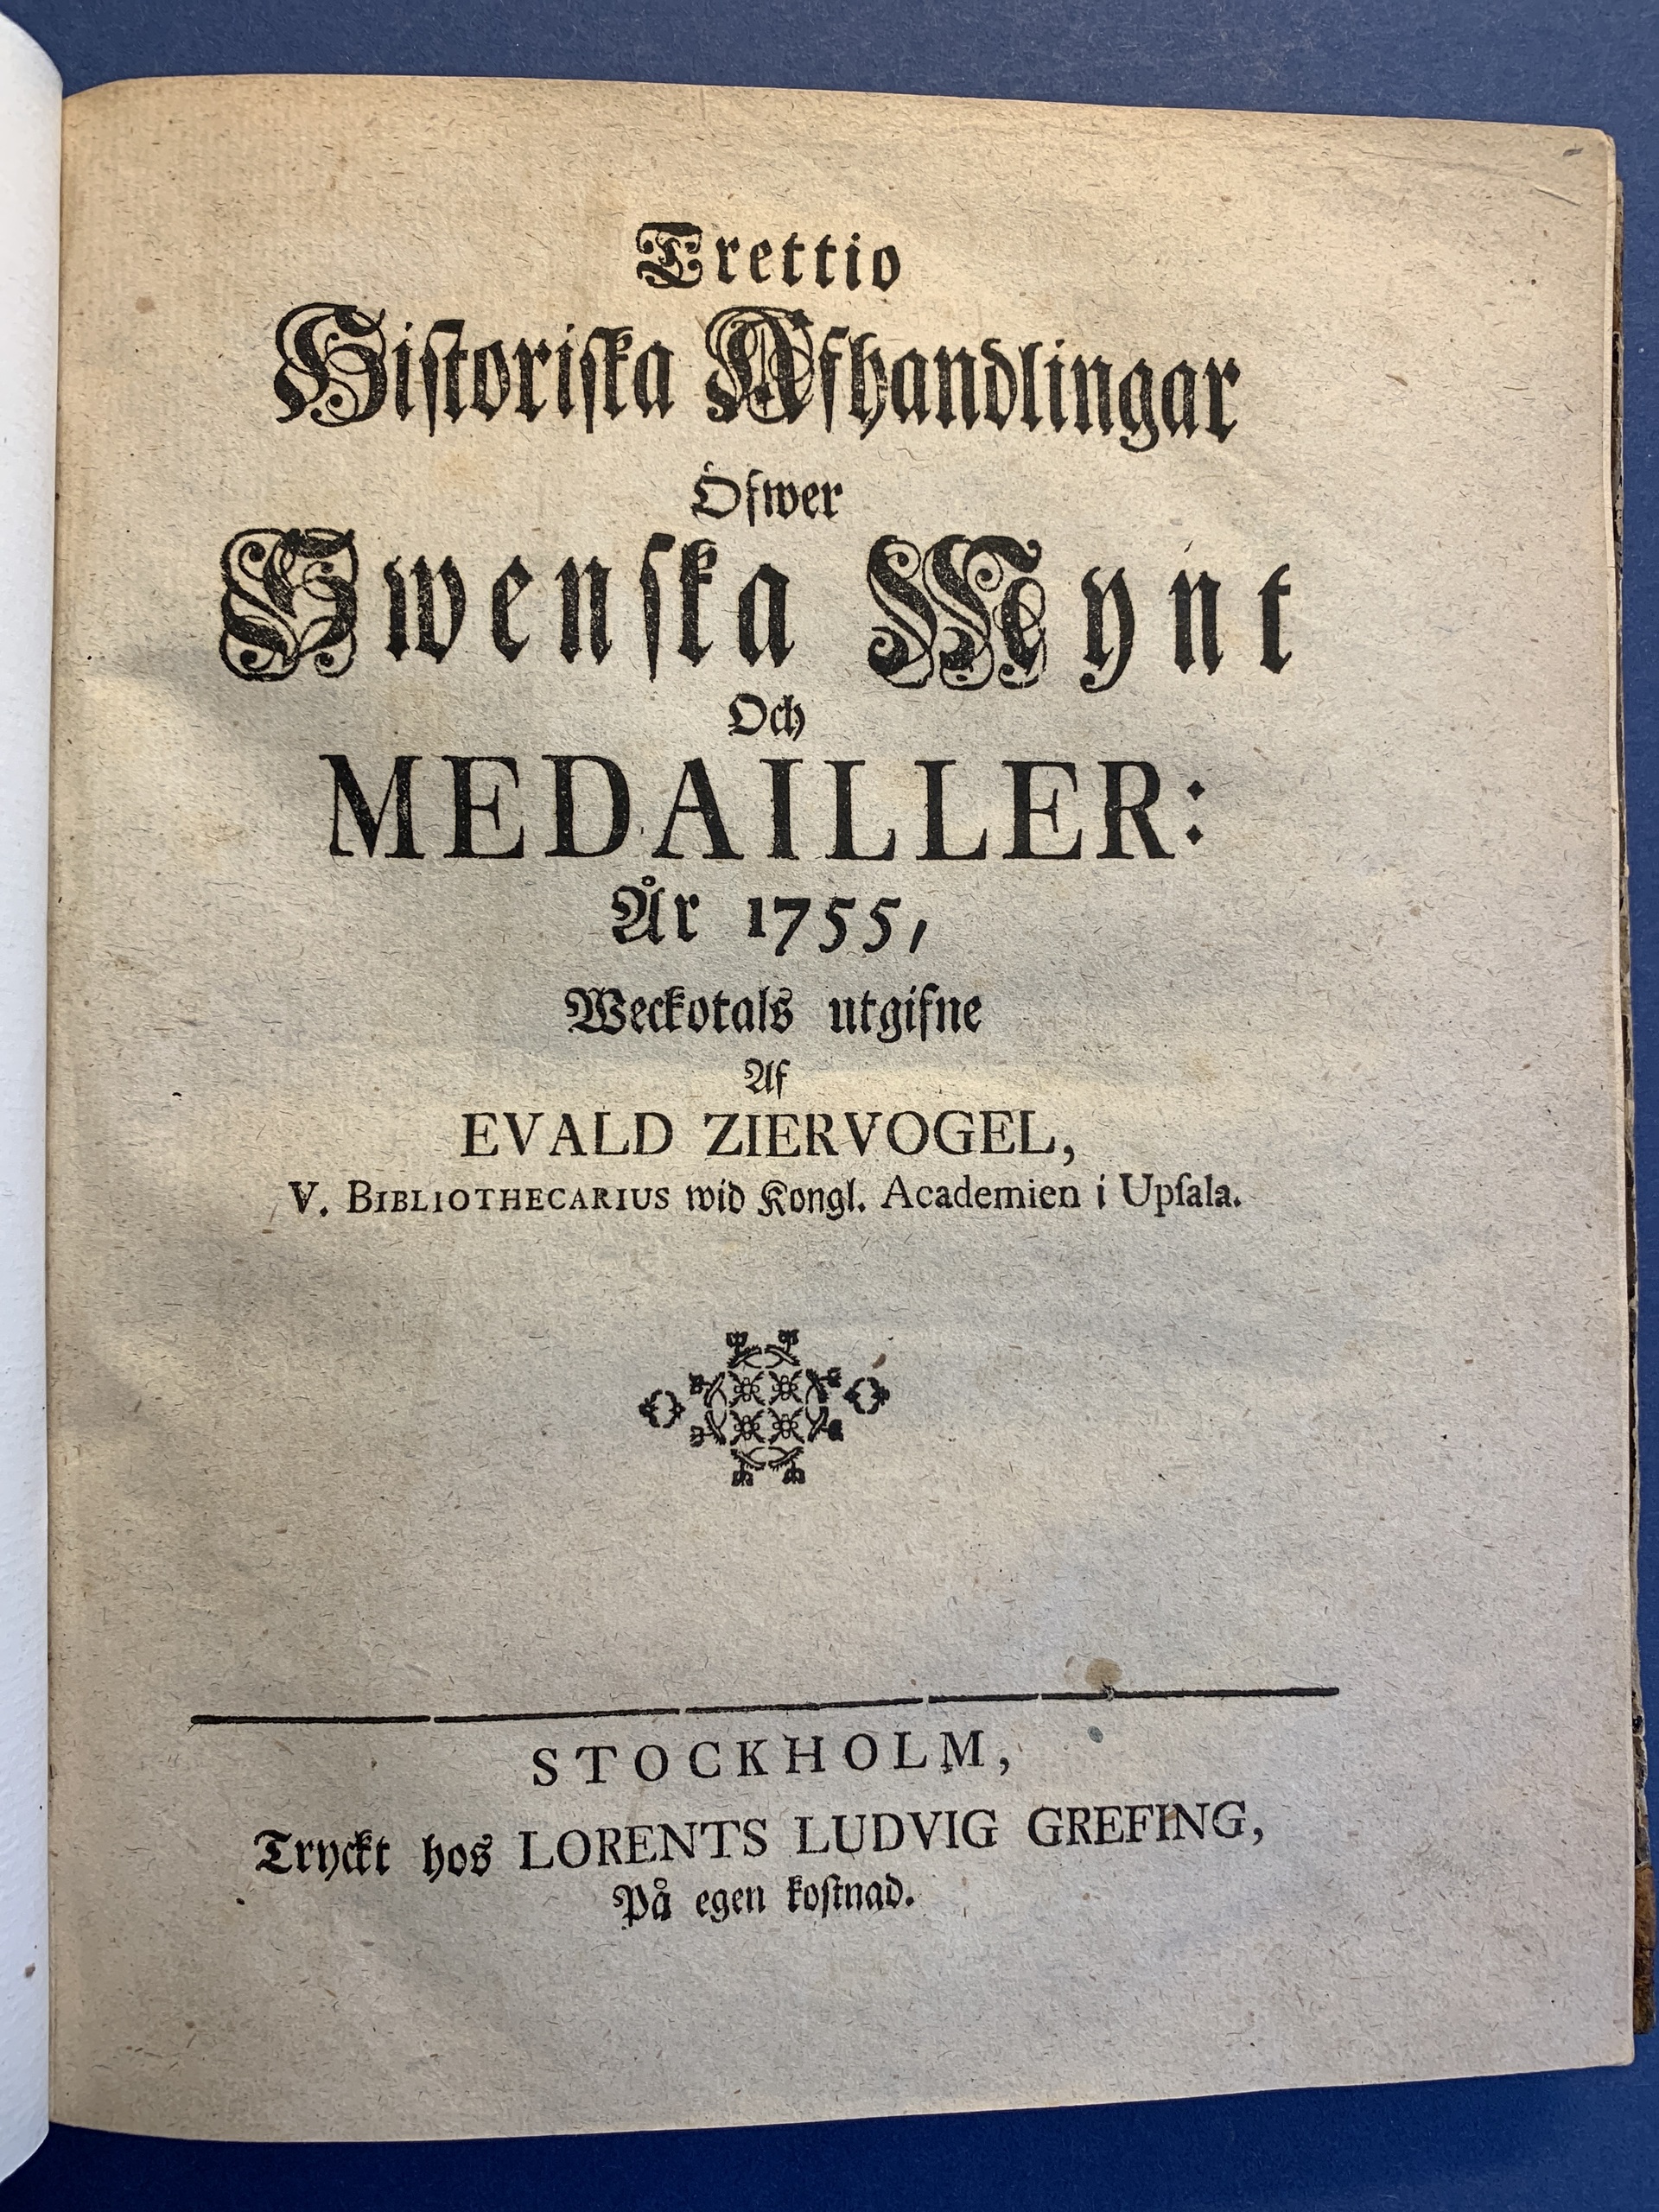 Trettio
Hiſtoriſka Afhandlingar
Öfwer
Swenſka Mynt
Och
MEDAILLER:
År 1755,
Weckotals utgifne
Af
EVALD ZIERVOGEL,
V. BIBLIOTHECARIUS wid Kongl. Academien i Upſala.
STOCKHOLM,
Tryckt hos LORENTS LUDVIG GREFING,
På egen koſtnad.